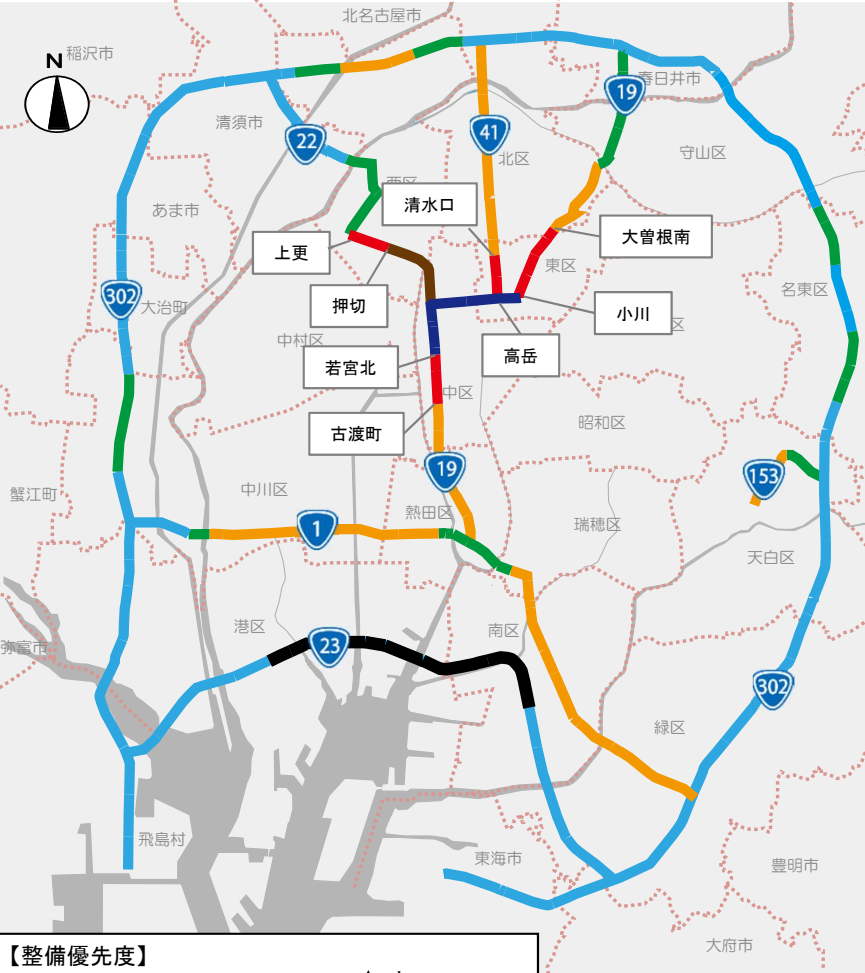 北名古屋市
稲沢市
N
春日井市
19
清須市
41
22
北区
守山区
西区
清水口
あま市
大曽根南
上更
東区
302
名東区
大治町
押切
小川
区
中村区
高岳
若宮北
中区
昭和区
古渡町
19
153
中川区
蟹江町
熱田区
1
瑞穂区
天白区
港区
南区
23
弥富市
302
緑区
飛島村
東海市
豊明市
大府市
【整備優先度】